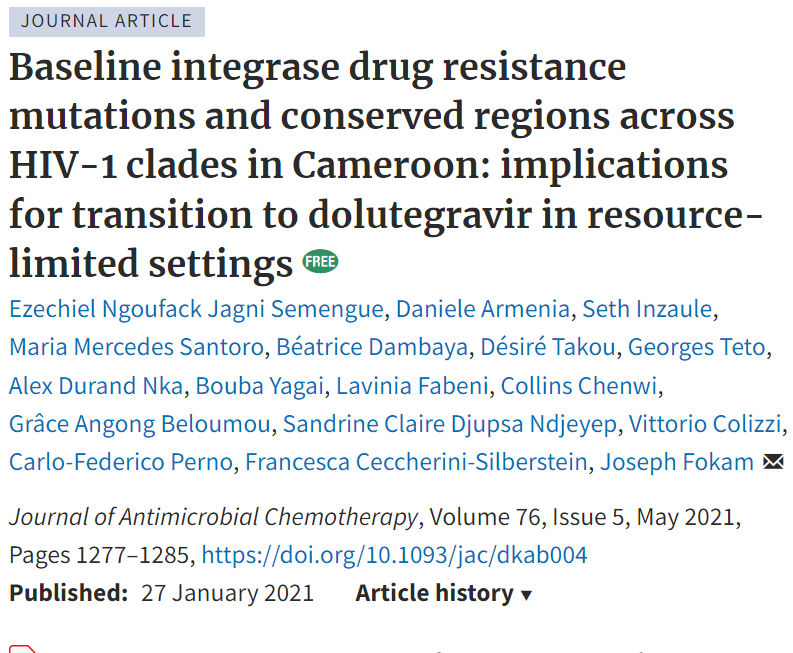 JOURNAL ARTICLE
Baseline integrase drug resistance
mutations and conserved regions across
HIV-1 clades in Cameroon: implications
for transition to dolutegravir in resource-
limited settings FREE
Ezechiel Ngoufack Jagni Semengue, Daniele Armenia, Seth Inzaule,
Maria Mercedes Santoro, Béatrice Dambaya, Désiré Takou, Georges Teto,
Alex Durand Nka, Bouba Yagai, Lavinia Fabeni, Collins Chenwi,
Grâce Angong Beloumou, Sandrine Claire Djupsa Ndjeyep, Vittorio Colizzi,
Carlo-Federico Perno, Francesca Ceccherini-Silberstein, Joseph Fokam
Journal of Antimicrobial Chemotherapy, Volume 76, Issue 5, May 2021,
Pages 1277–1285, https://doi.org/10.1093/jac/dkab004
Published: 27 January 2021 Article history ▼